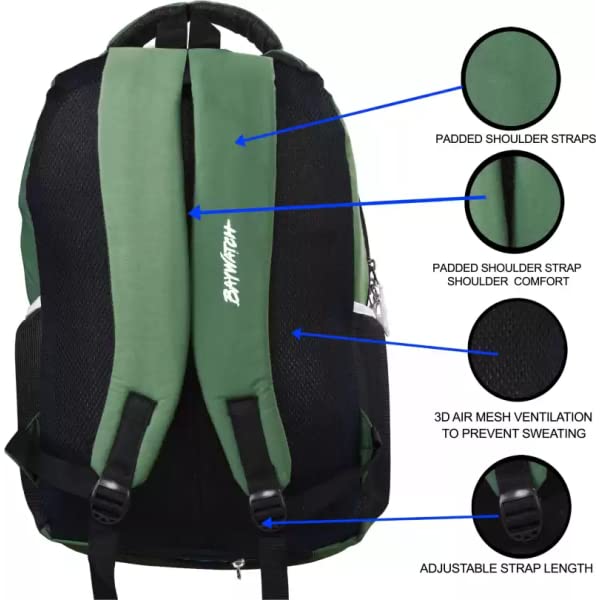 PADDED SHOULDER STRAPS
BAYWATCH
PADDED SHOULDER STRAP
SHOULDER COMFORT
3D AIR MESH VENTILATION
TO PREVENT SWEATING
ADJUSTABLE STRAP LENGTH